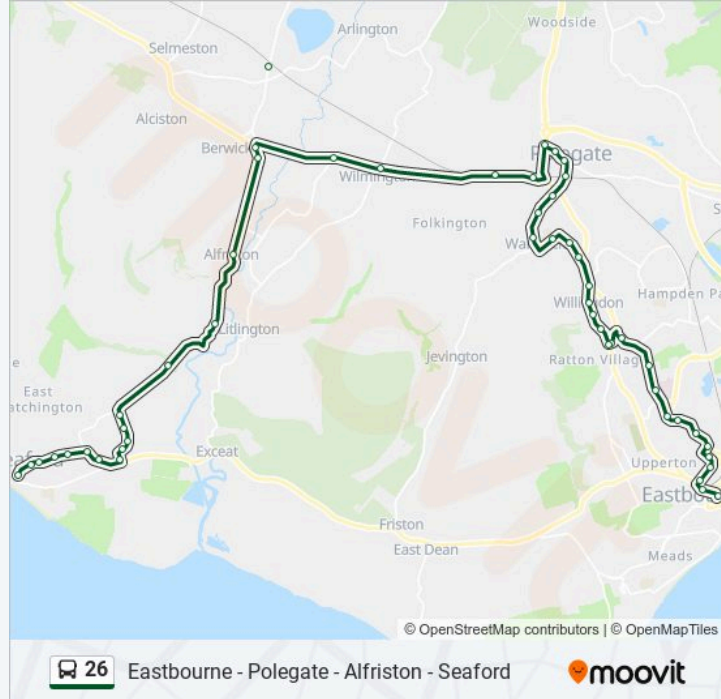 Woodside
Arlington
Selmeston
Alciston
Berwick
Polegate
Wilmington
Folkington
Alfriston
Willingdon
Hampden Pa
Litlington
Ratton Villag
Jevington
East
atchington
Exceat
Upperton
Eastbo
Friston
East Dean
Meads
© OpenStreetMap contributors | © OpenMapTiles
26 Eastbourne - Polegate - Alfriston - Seaford moovit